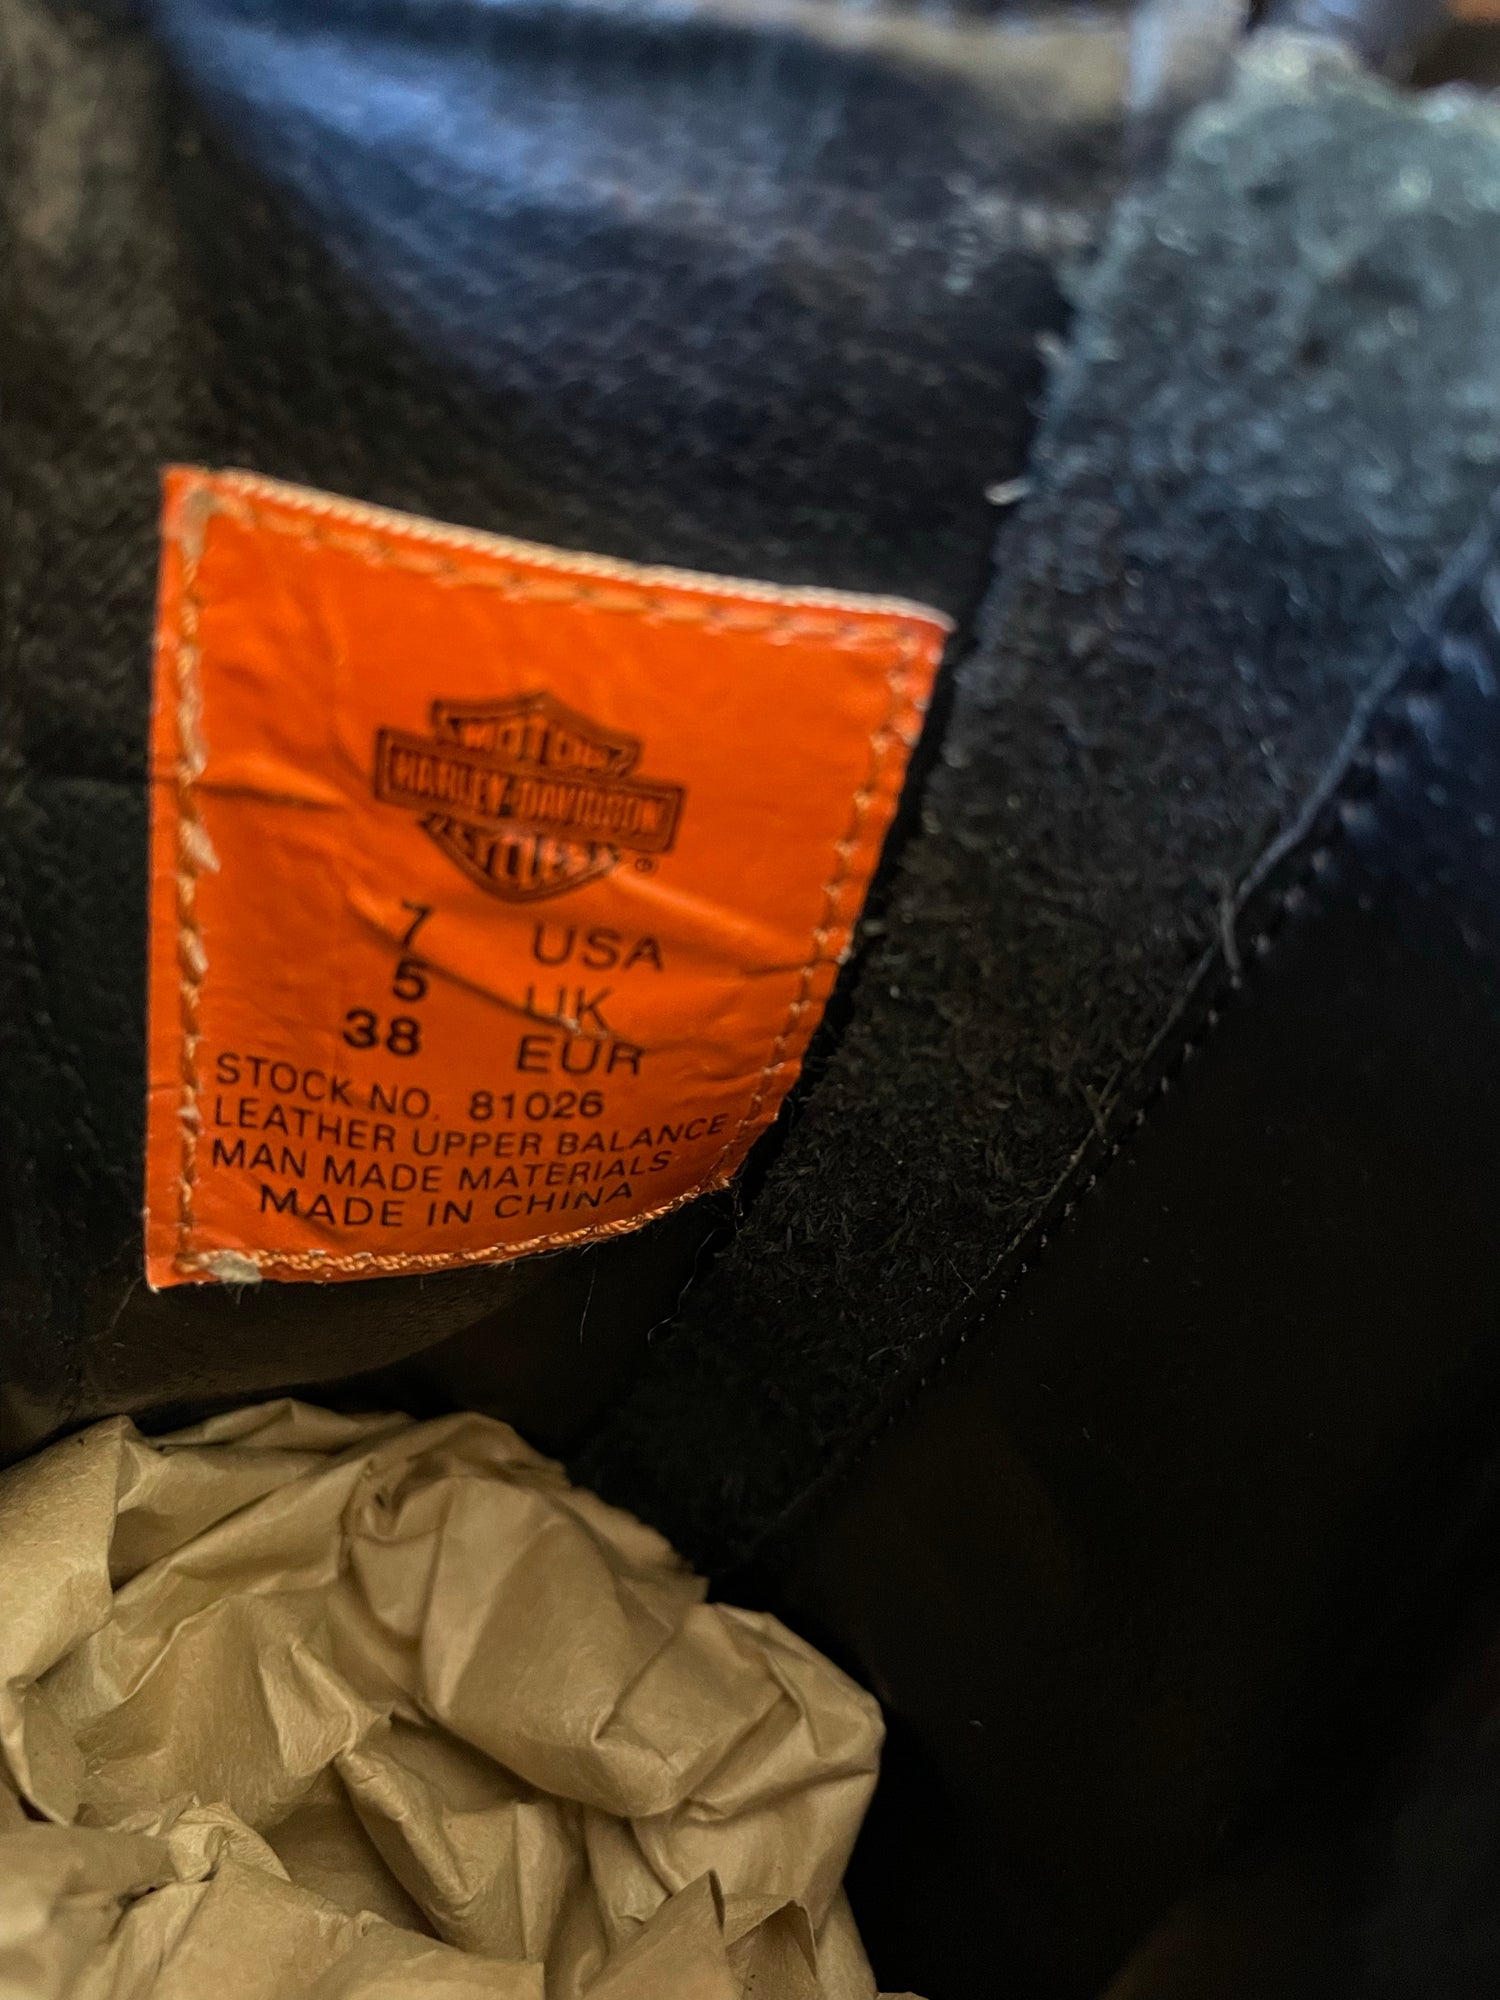 MOTOR
HARLEY-DAVIDSON
®
7 USA
5 UK
38 EUR
STOCK NO. 81026
LEATHER UPPER BALANCE
MAN MADE MATERIALS
MADE IN CHINA